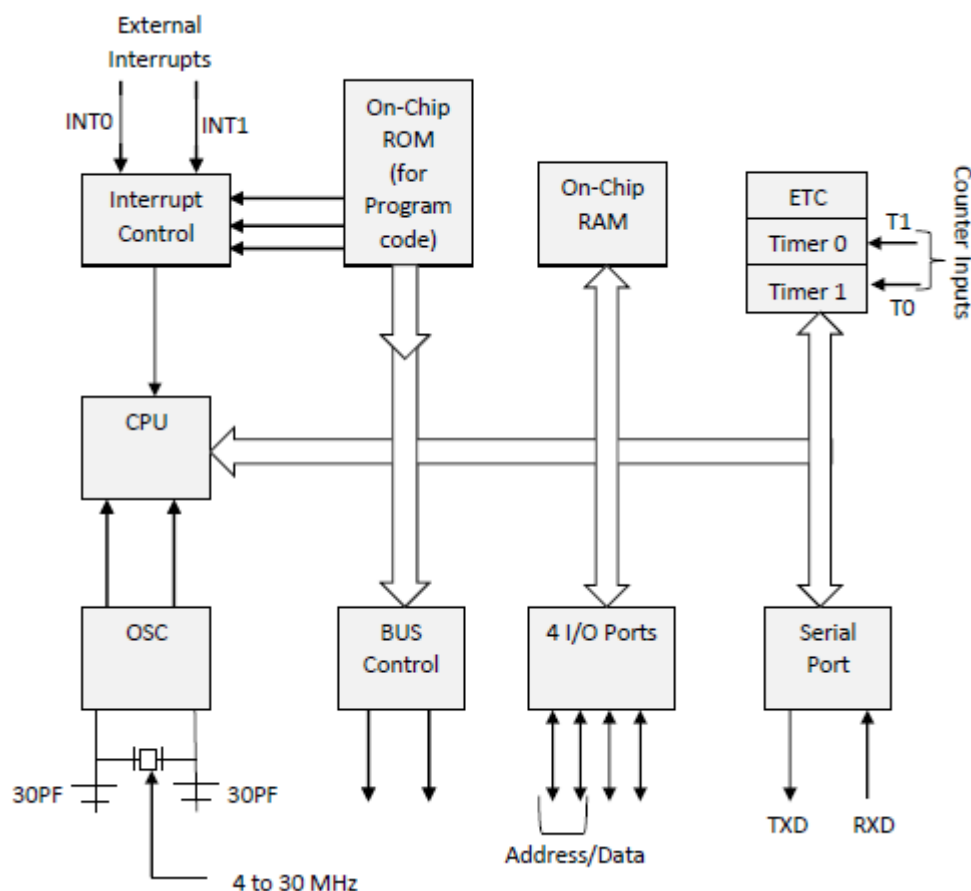 External
Interrupts
INT0
INT1
On-Chip
ROM
(for
Program
code)
Interrupt
Control
On-Chip
RAM
ETC
Timer 0
Timer 1
T1
T0
Counter Inputs
CPU
OSC
BUS
Control
4 I/O Ports
Serial
Port
30PF
30PF
4 to 30 MHz
Address/Data
TXD
RXD